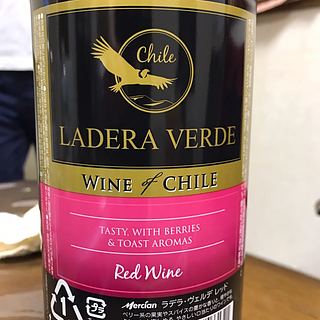 Chile
LADERA VERDE
WINE of CHILE
TASTY, WITH BERRIES
& TOAST AROMAS
Red Wine
Mercian ラデラ・ヴェルデ レッド